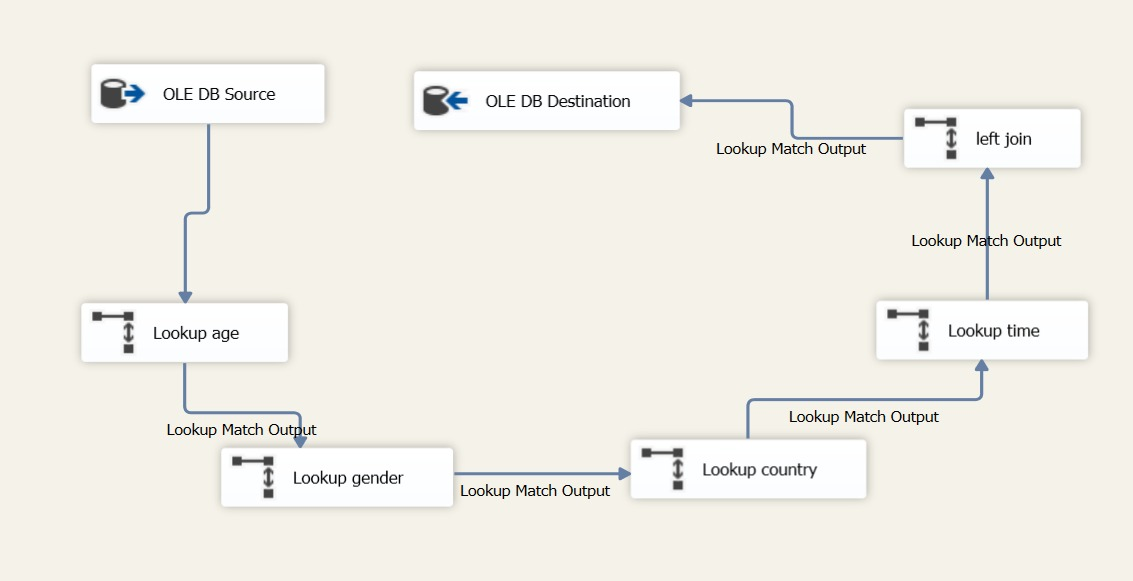 OLE DB Source
OLE DB Destination
left join
Lookup Match Output
Lookup Match Output
Lookup age
Lookup time
Lookup Match Output
Lookup Match Output
Lookup gender
Lookup country
Lookup Match Output